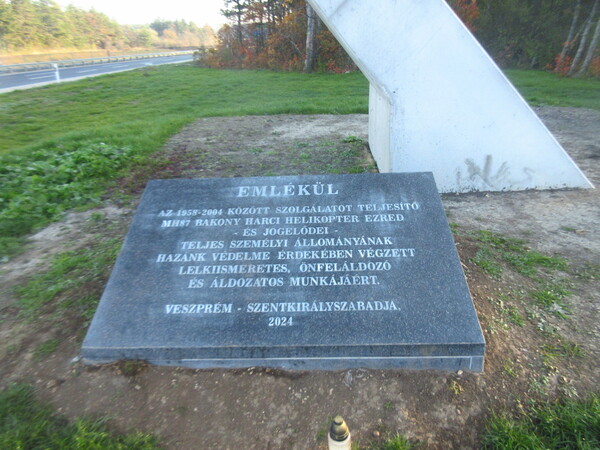 EMLÉKÜL
AZ 1958-2004 KÖZÖTT SZOLGÁLATOT TELJESÍTŐ
MH87 BAKONY HARCI HELIKOPTER EZRED
- ÉS JOGELŐDEI -
TELJES SZEMÉLYI ÁLLOMÁNYÁNAK
HAZÁNK VÉDELME ÉRDEKÉBEN VÉGZETT
LELKIISMERETES, ÖNFELÁLDOZÓ
ÉS ÁLDOZATOS MUNKÁJÁÉRT.
VESZPRÉM - SZENTKIRÁLYSZABADJA,
2024